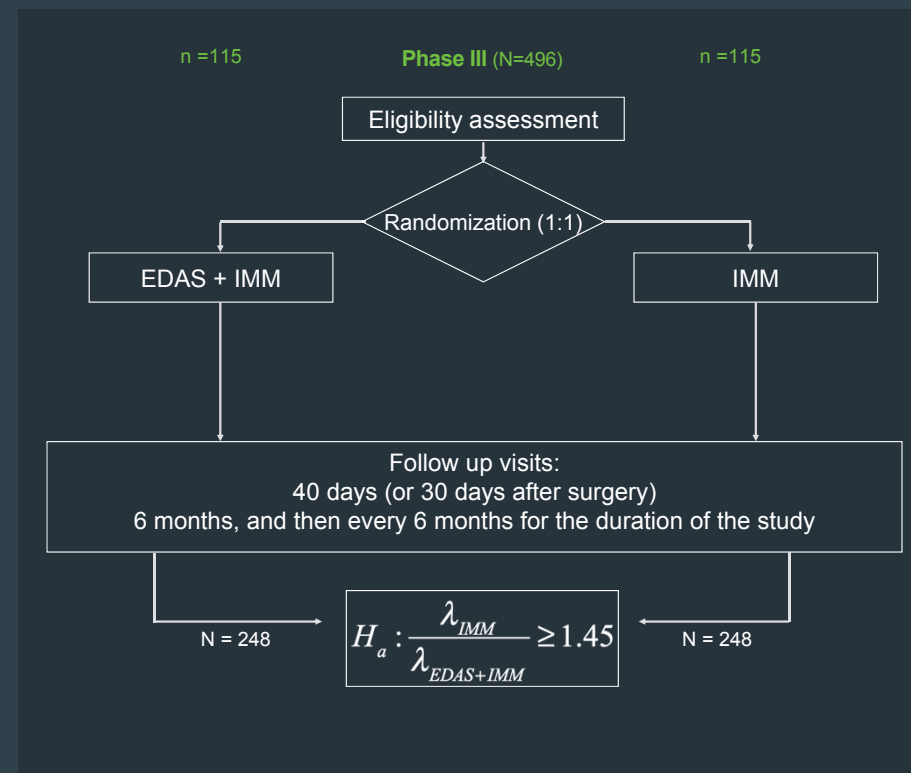 n =115 Phase III (N=496) n =115
Eligibility assessment
Randomization (1:1)
EDAS + IMM IMM
Follow up visits:
40 days (or 30 days after surgery)
6 months, and then every 6 months for the duration of the study
N = 248 N = 248
H_a : λ_IMM / λ_EDAS+IMM ≥ 1.45